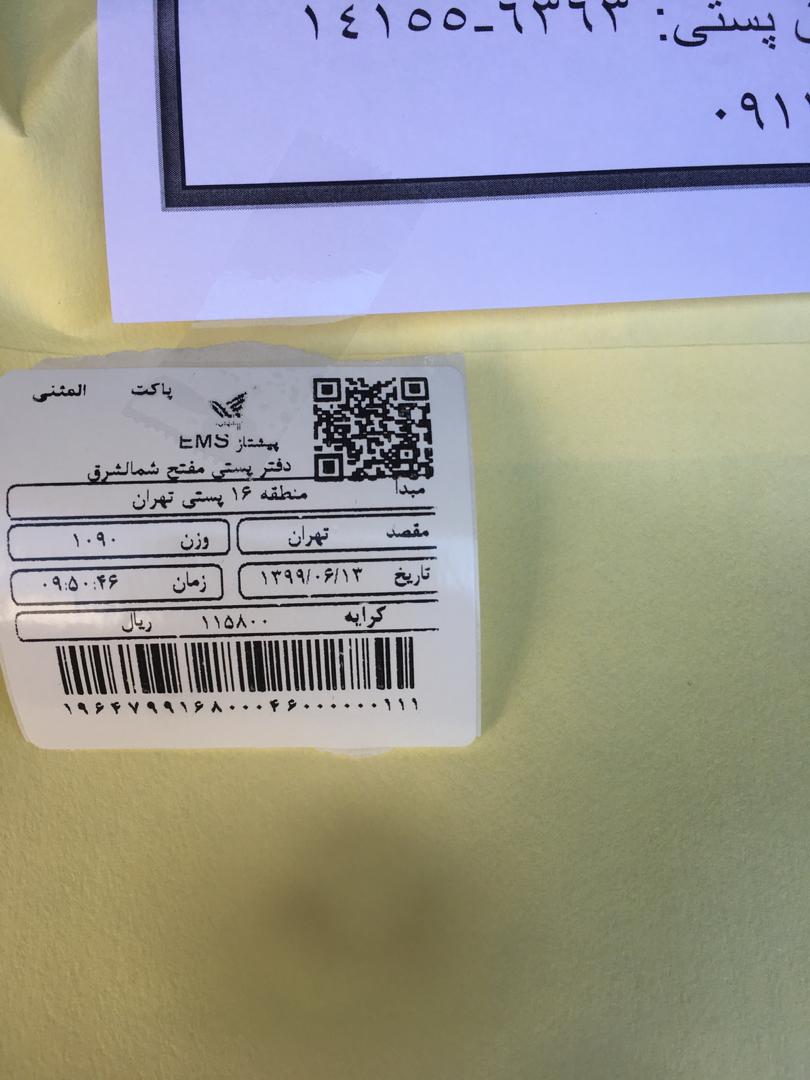 پستی: ۱۴۱۵۵-۶۳۶۳
۰۹۱۱
پاکت المثنی
پیشتاز EMS
دفتر پستی مفتح شمالشرق
مبدا منطقه ۱۶ پستی تهران
مقصد تهران وزن ۱۰۹۰
تاریخ ۱۳۹۹/۰۶/۱۳ زمان ۰۹:۵۰:۴۶
کرایه ۱۱۵۸۰۰ ریال
۱۹۶۴۷۹۹۱۶۸۰۰۰۴۶۰۰۰۰۰۰۱۱۱